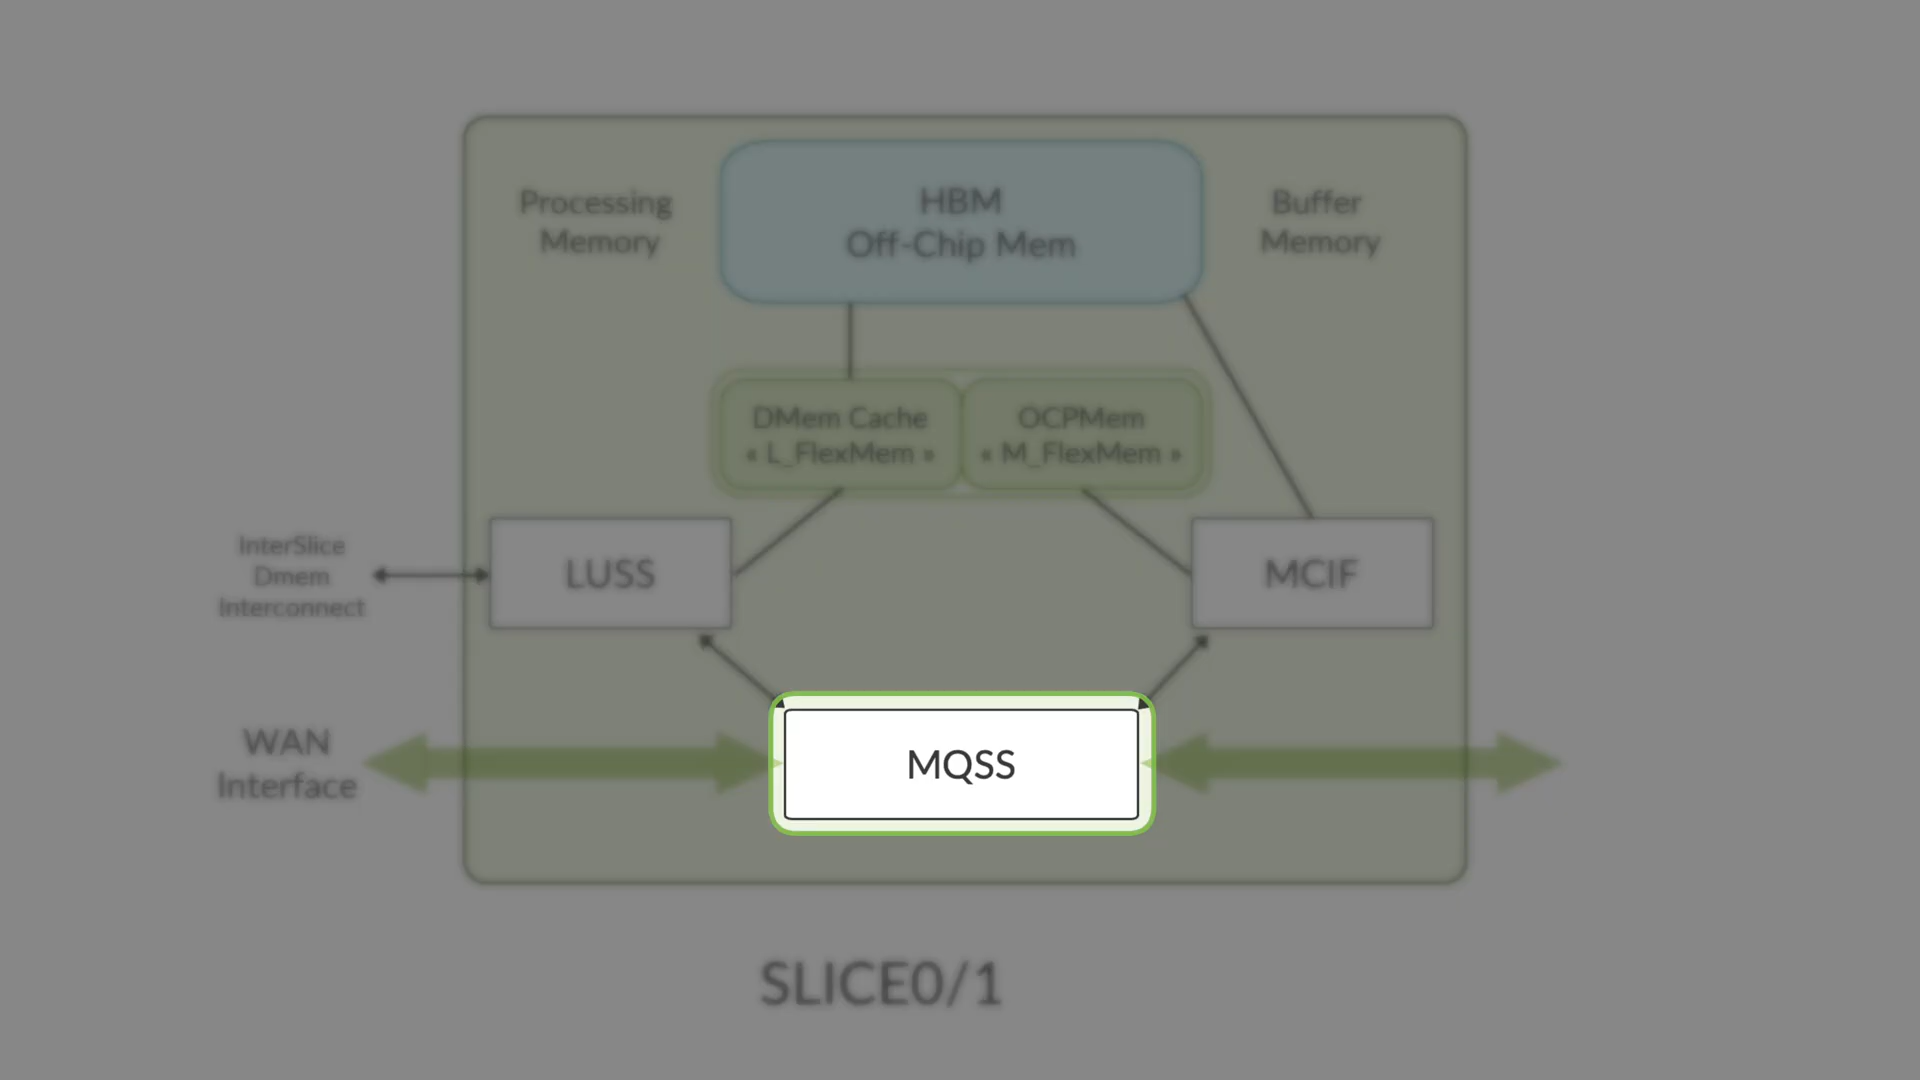 Processing
Memory
HBM
Off-Chip Mem
Buffer
Memory
DMem Cache
« L_FlexMem »
OCPMem
« M_FlexMem »
InterSlice
Dmem
Interconnect
LUSS
MCIF
WAN
Interface
MQSS
SLICE0/1